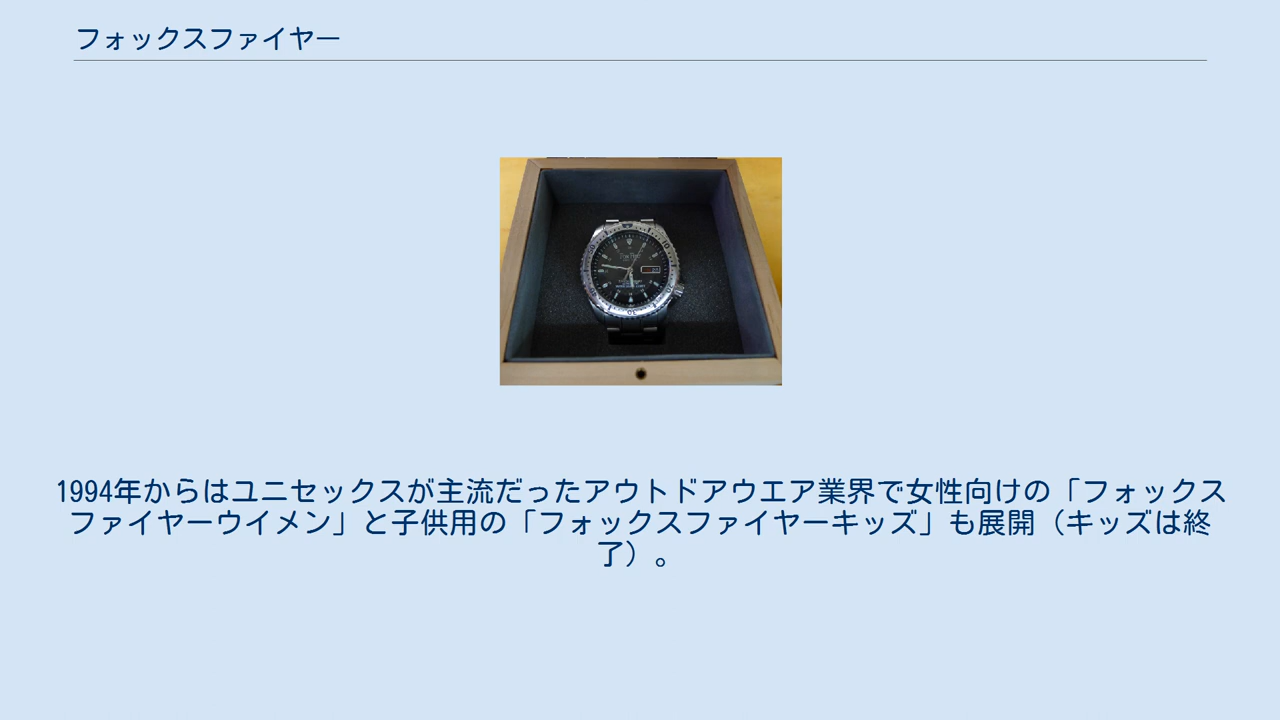 フォックスファイヤー
1994年からはユニセックスが主流だったアウトドアウエア業界で女性向けの「フォックス
ファイヤーウイメン」と子供用の「フォックスファイヤーキッズ」も展開（キッズは終
了）。